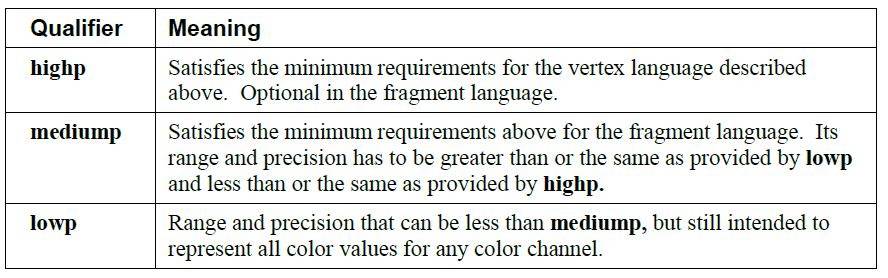 Qualifier Meaning
highp Satisfies the minimum requirements for the vertex language described
above.  Optional in the fragment language.
mediump Satisfies the minimum requirements above for the fragment language.  Its
range and precision has to be greater than or the same as provided by lowp
and less than or the same as provided by highp.
lowp Range and precision that can be less than mediump, but still intended to
represent all color values for any color channel.